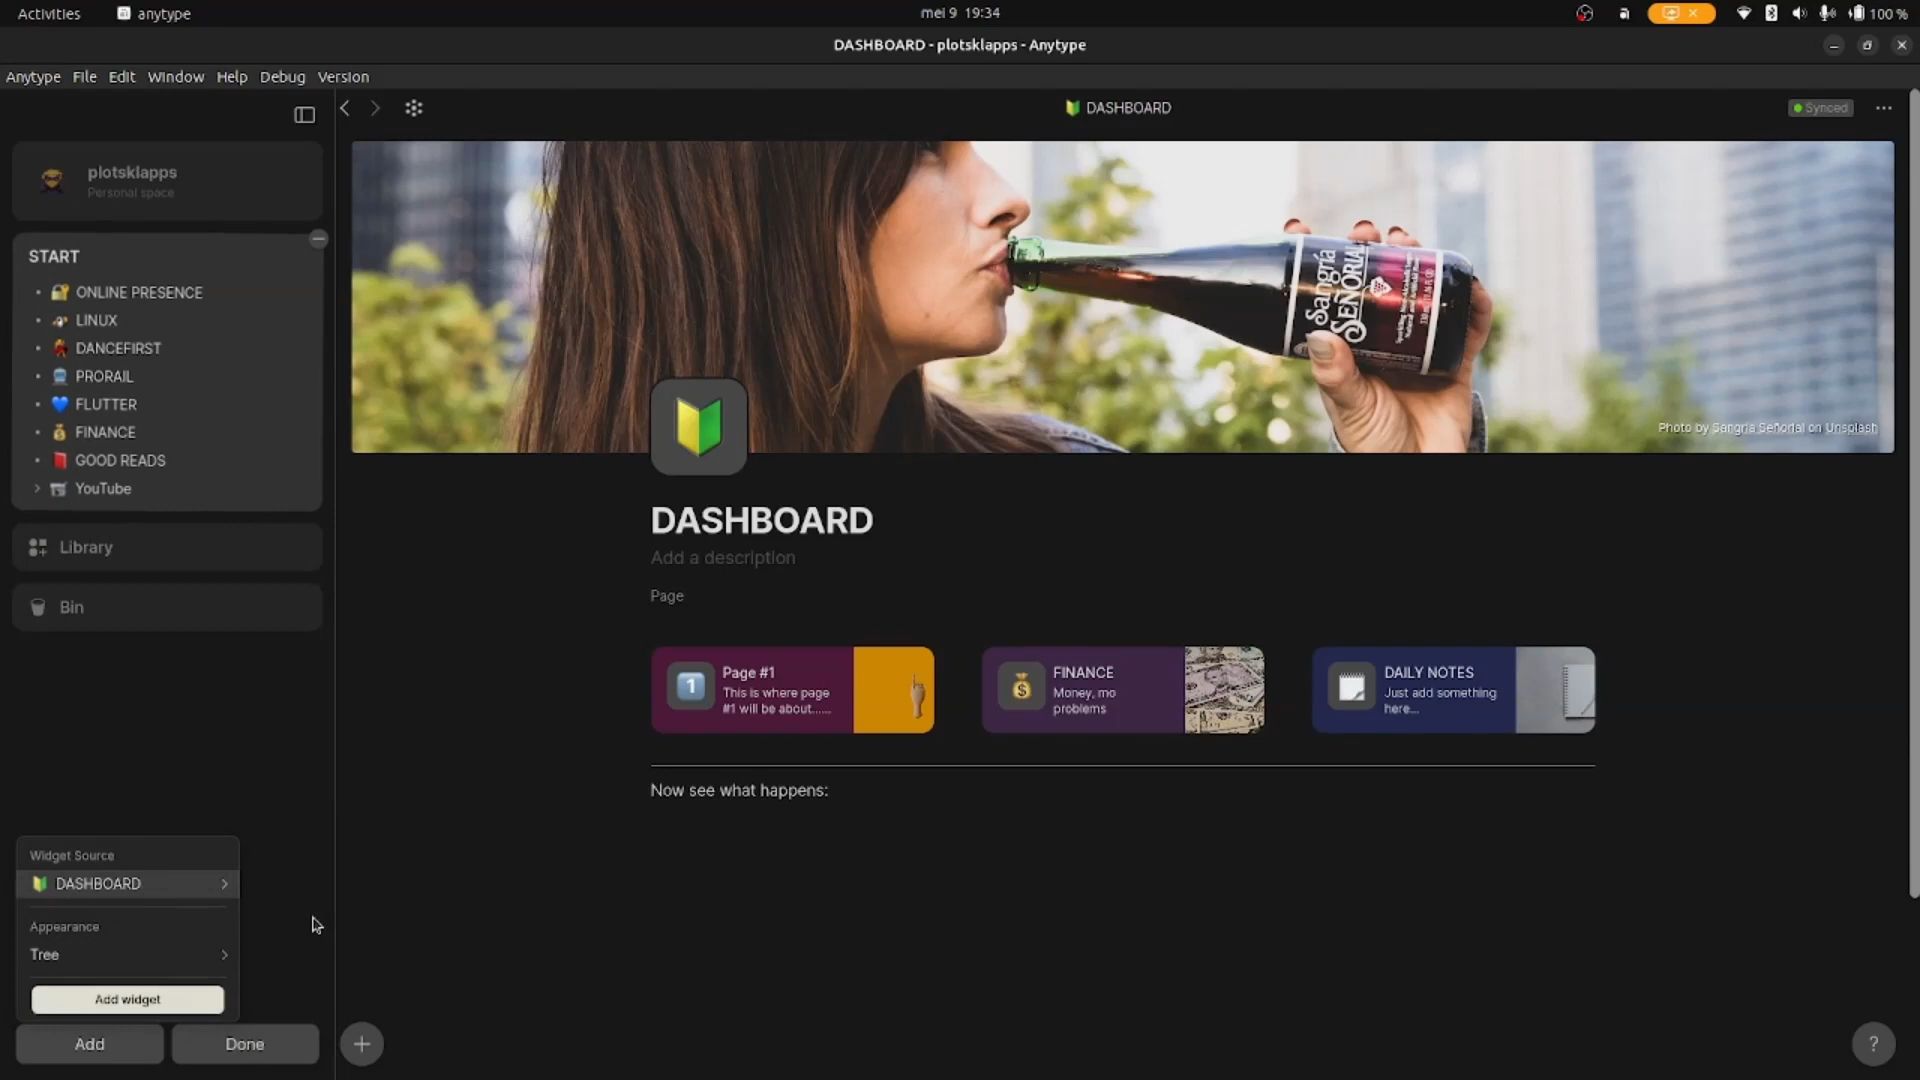 Activities
anytype
mei 9 19:34
100 %
DASHBOARD - plotsklapps - Anytype
Anytype File Edit Window Help Debug Version
DASHBOARD
Synced
plotsklapps
Personal space
START
ONLINE PRESENCE
LINUX
DANCEFIRST
PRORAIL
FLUTTER
FINANCE
GOOD READS
YouTube
Library
Bin
Widget Source
DASHBOARD
Appearance
Tree
Add widget
Add
Done
Sangría
SEÑORIAL
Photo by Sangria Señorial on Unsplash
DASHBOARD
Add a description
Page
1
Page #1
This is where page
#1 will be about......
FINANCE
Money, mo
problems
DAILY NOTES
Just add something
here...
Now see what happens:
?